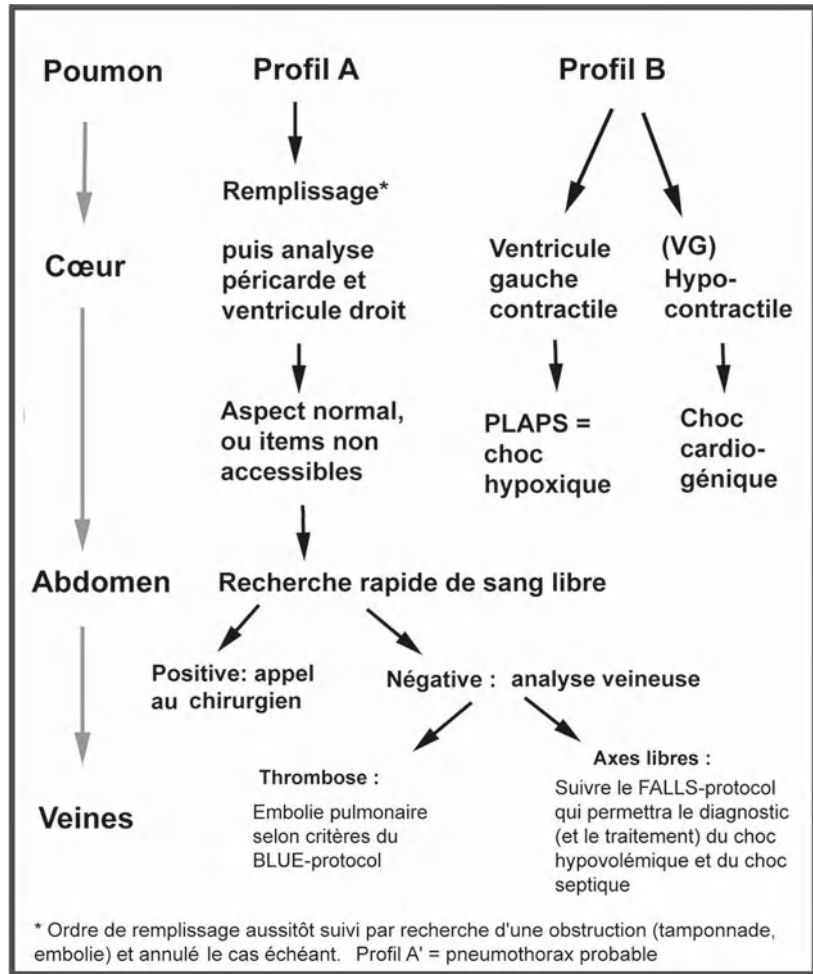 Poumon
Profil A
Profil B
Remplissage*
Cœur
puis analyse
péricarde et
ventricule droit
Ventricule
gauche
contractile
(VG)
Hypo-
contractile
Aspect normal,
ou items non
accessibles
PLAPS =
choc
hypoxique
Choc
cardio-
génique
Abdomen
Recherche rapide de sang libre
Positive: appel
au chirurgien
Négative : analyse veineuse
Veines
Thrombose :
Embolie pulmonaire
selon critères du
BLUE-protocol
Axes libres :
Suivre le FALLS-protocol
qui permettra le diagnostic
(et le traitement) du choc
hypovolémique et du choc
septique
* Ordre de remplissage aussitôt suivi par recherche d'une obstruction (tamponnade,
embolie) et annulé le cas échéant. Profil A' = pneumothorax probable